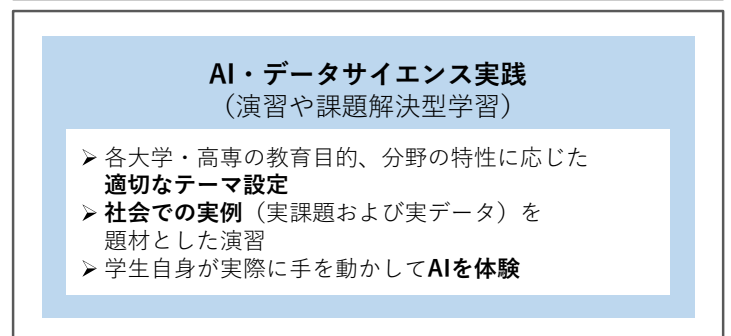 AI・データサイエンス実践
（演習や課題解決型学習）
➢ 各大学・高専の教育目的、分野の特性に応じた
適切なテーマ設定
➢ 社会での実例（実課題および実データ）を
題材とした演習
➢ 学生自身が実際に手を動かしてAIを体験